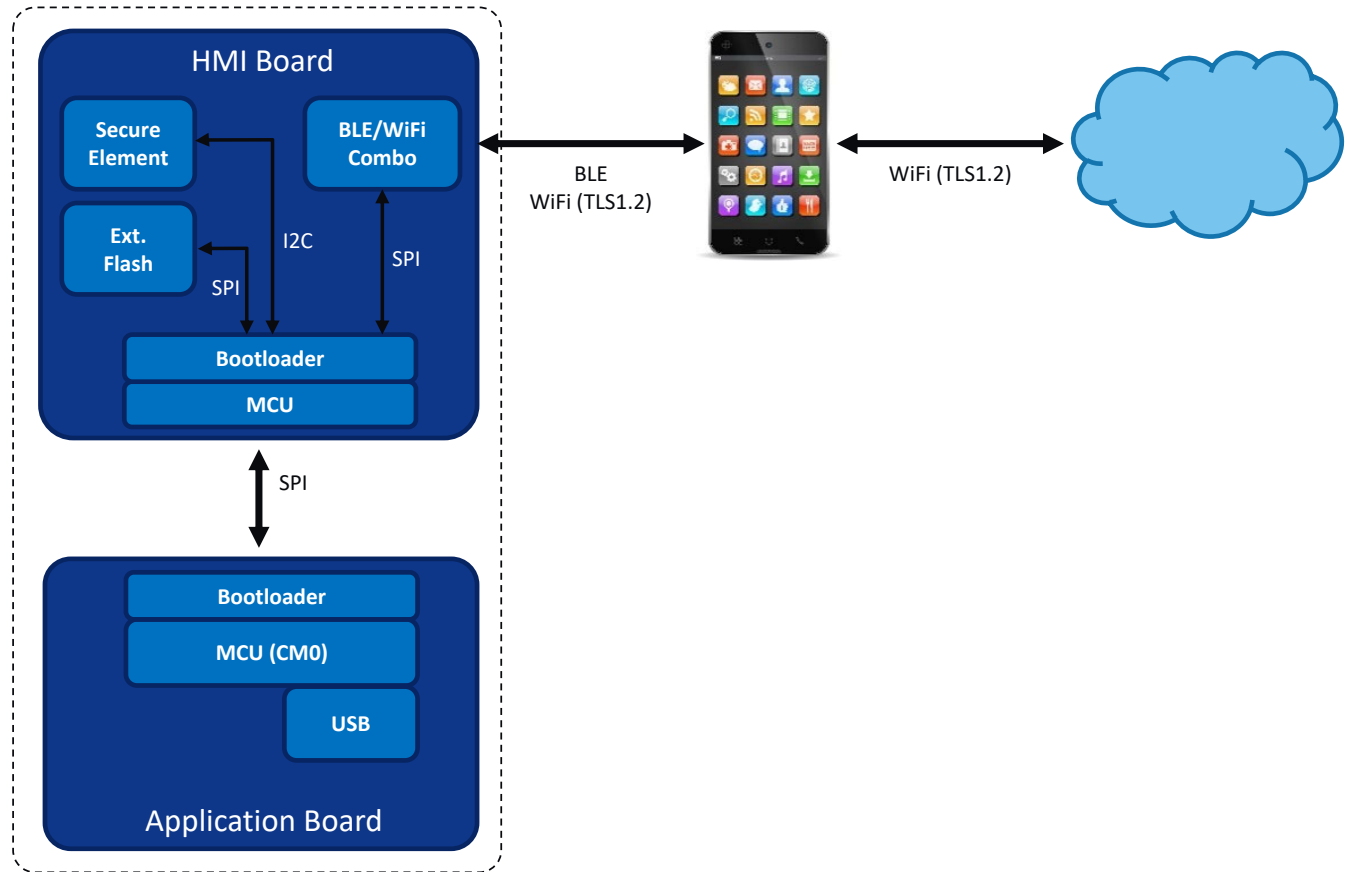 HMI Board
Secure
Element
BLE/WiFi
Combo
Ext.
Flash
I2C
SPI
SPI
Bootloader
MCU
SPI
Bootloader
MCU (CM0)
USB
Application Board
BLE
WiFi (TLS1.2)
WiFi (TLS1.2)